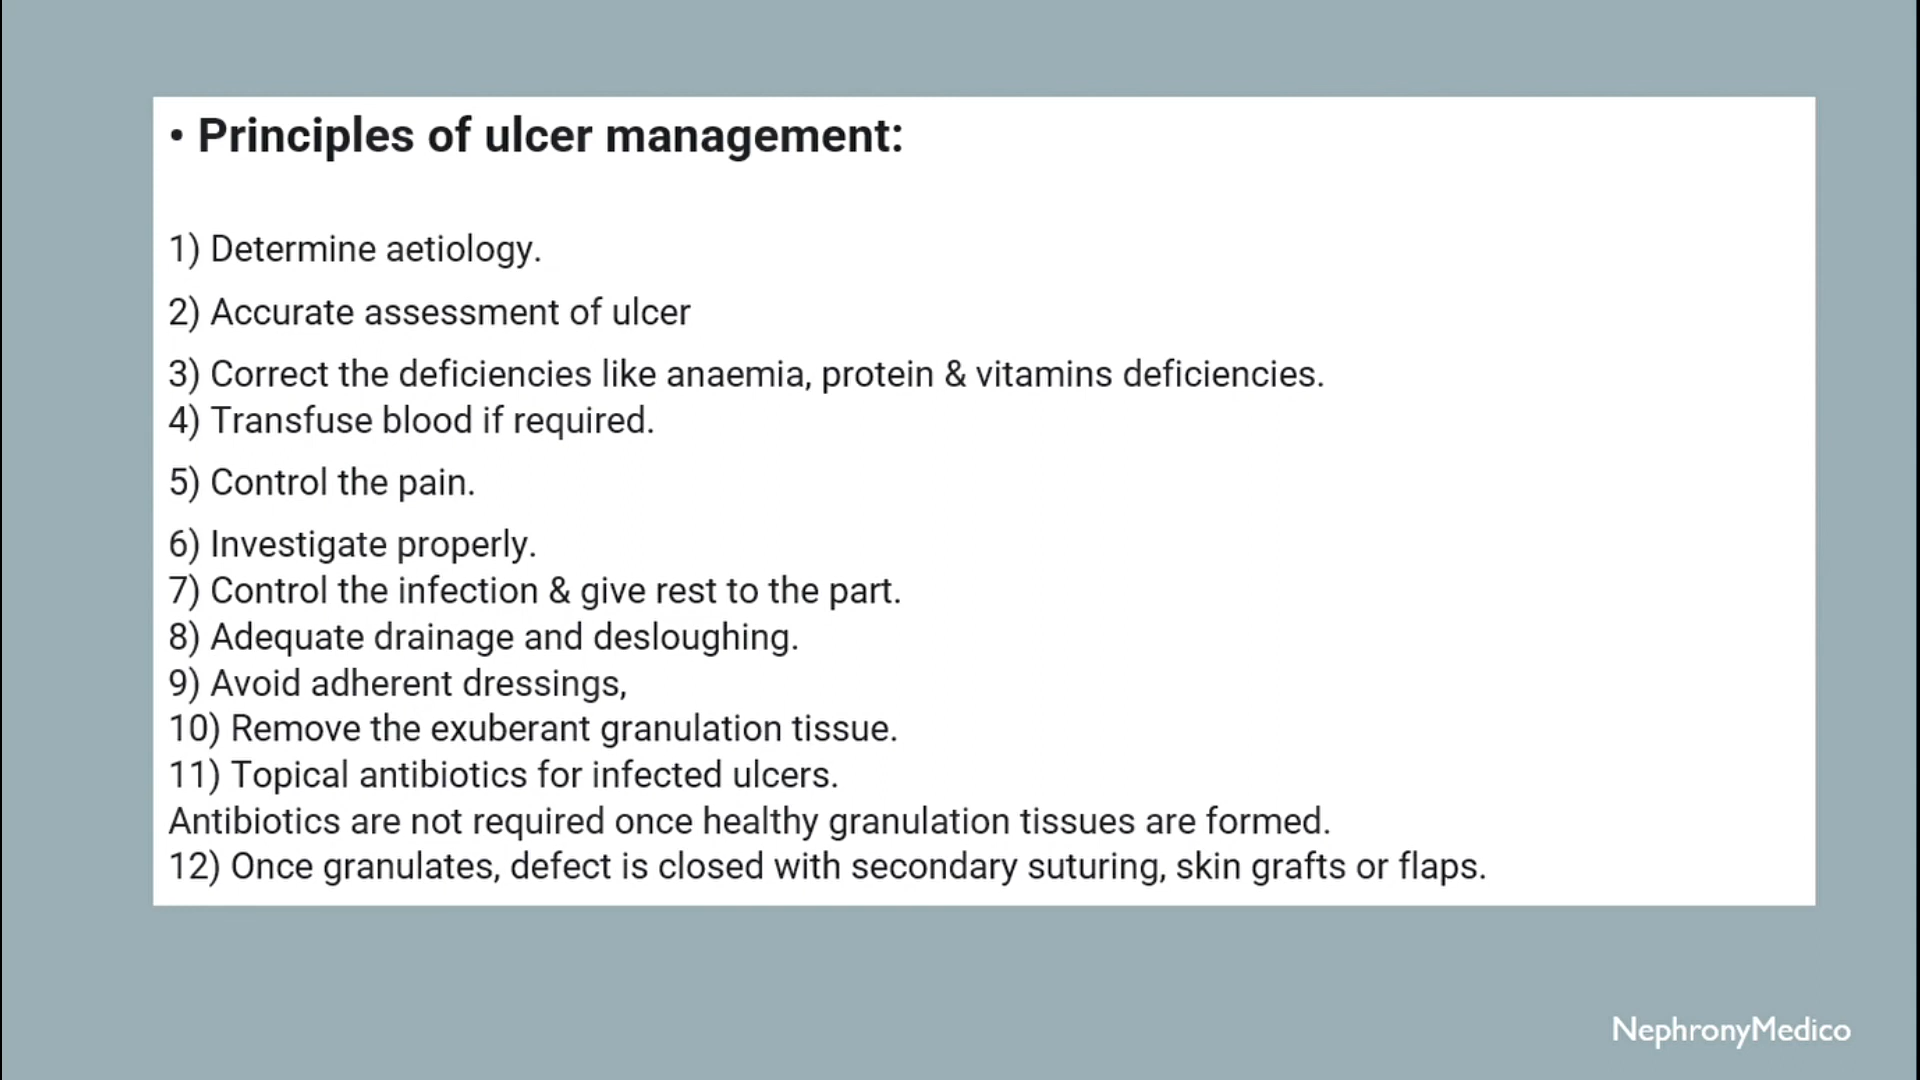 • Principles of ulcer management:
1) Determine aetiology.
2) Accurate assessment of ulcer
3) Correct the deficiencies like anaemia, protein & vitamins deficiencies.
4) Transfuse blood if required.
5) Control the pain.
6) Investigate properly.
7) Control the infection & give rest to the part.
8) Adequate drainage and desloughing.
9) Avoid adherent dressings,
10) Remove the exuberant granulation tissue.
11) Topical antibiotics for infected ulcers.
Antibiotics are not required once healthy granulation tissues are formed.
12) Once granulates, defect is closed with secondary suturing, skin grafts or flaps.
NephronyMedico